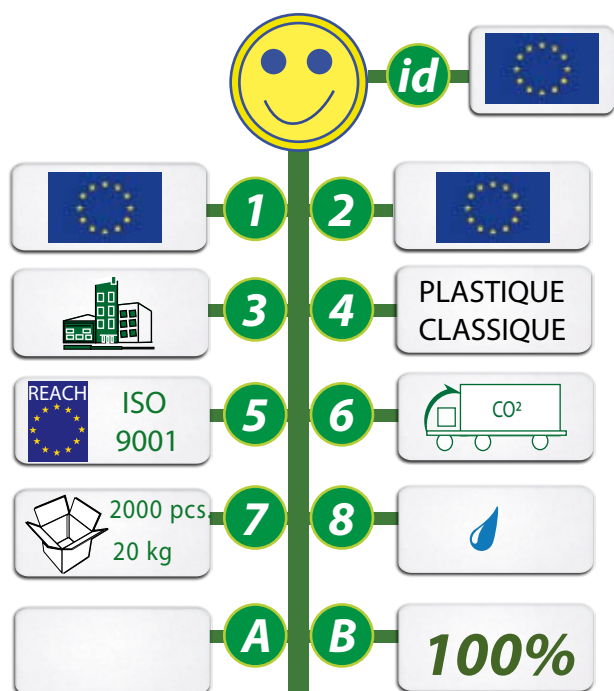 id
1
2
3
4
PLASTIQUE
CLASSIQUE
REACH
ISO
9001
5
6
CO²
2000 pcs.
20 kg
7
8
A
B
100%